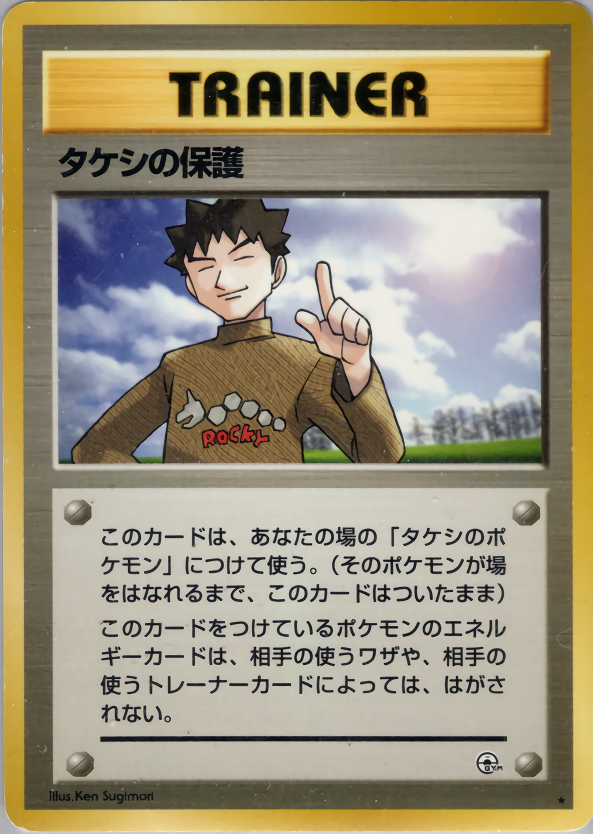 TRAINER
タケシの保護
ROCKY
このカードは、あなたの場の「タケシのポ
ケモン」につけて使う。（そのポケモンが場
をはなれるまで、このカードはついたまま）
このカードをつけているポケモンのエネル
ギーカードは、相手の使うワザや、相手の
使うトレーナーカードによっては、はがさ
れない。
GYM
Illus.Ken Sugimori
★